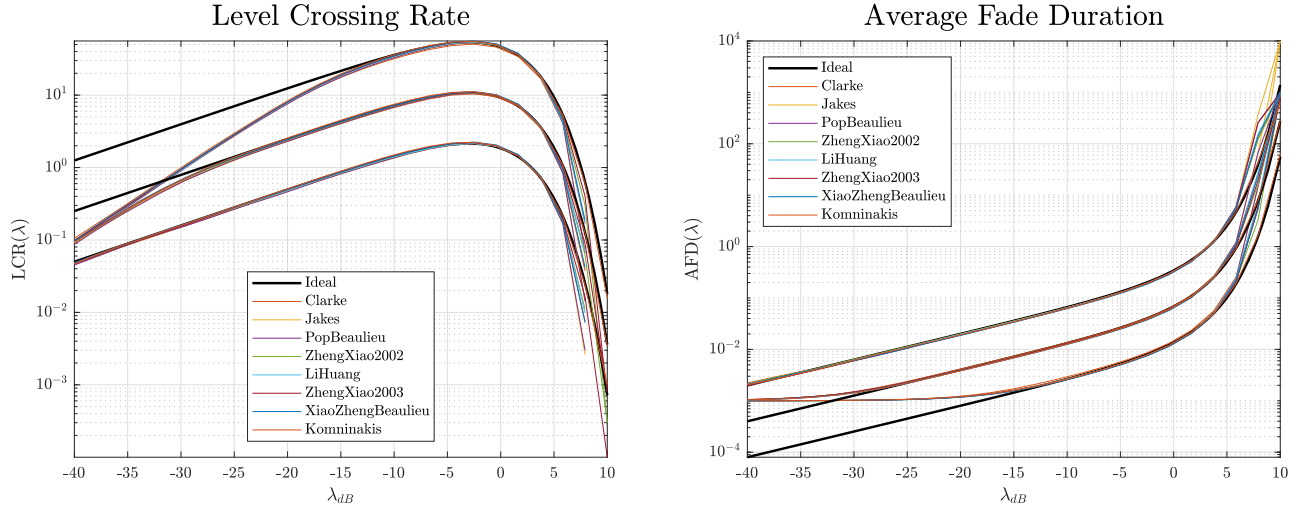 Level Crossing Rate
LCR(λ)
10^1
10^0
10^-1
10^-2
10^-3
Ideal
Clarke
Jakes
PopBeaulieu
ZhengXiao2002
LiHuang
ZhengXiao2003
XiaoZhengBeaulieu
Komninakis
-40 -35 -30 -25 -20 -15 -10 -5 0 5 10
λ_dB
Average Fade Duration
AFD(λ)
10^4
10^2
10^0
10^-2
10^-4
Ideal
Clarke
Jakes
PopBeaulieu
ZhengXiao2002
LiHuang
ZhengXiao2003
XiaoZhengBeaulieu
Komninakis
-40 -35 -30 -25 -20 -15 -10 -5 0 5 10
λ_dB